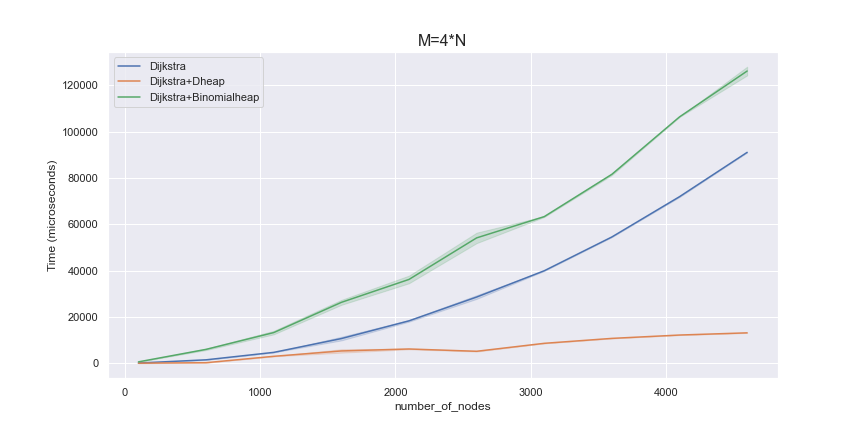 M=4*N
Dijkstra
Dijkstra+Dheap
Dijkstra+Binomialheap
120000
100000
80000
60000
40000
20000
0
Time (microseconds)
0 1000 2000 3000 4000
number_of_nodes